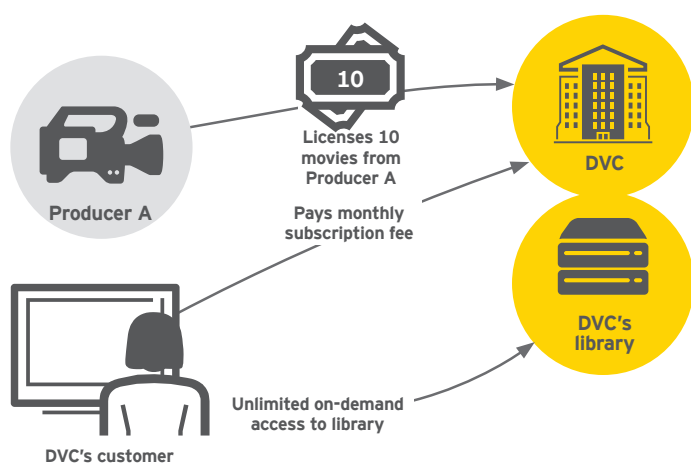 10
Licenses 10
movies from
Producer A
DVC
Producer A
Pays monthly
subscription fee
DVC's
library
Unlimited on-demand
access to library
DVC's customer